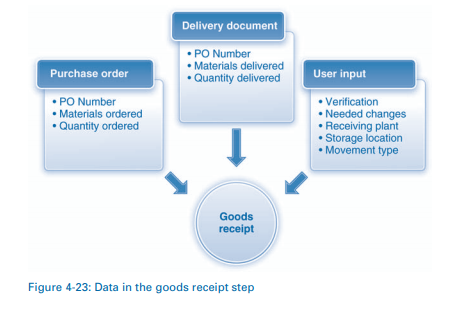 Delivery document
• PO Number
• Materials delivered
• Quantity delivered
Purchase order
• PO Number
• Materials ordered
• Quantity ordered
User input
• Verification
• Needed changes
• Receiving plant
• Storage location
• Movement type
Goods
receipt
Figure 4-23: Data in the goods receipt step